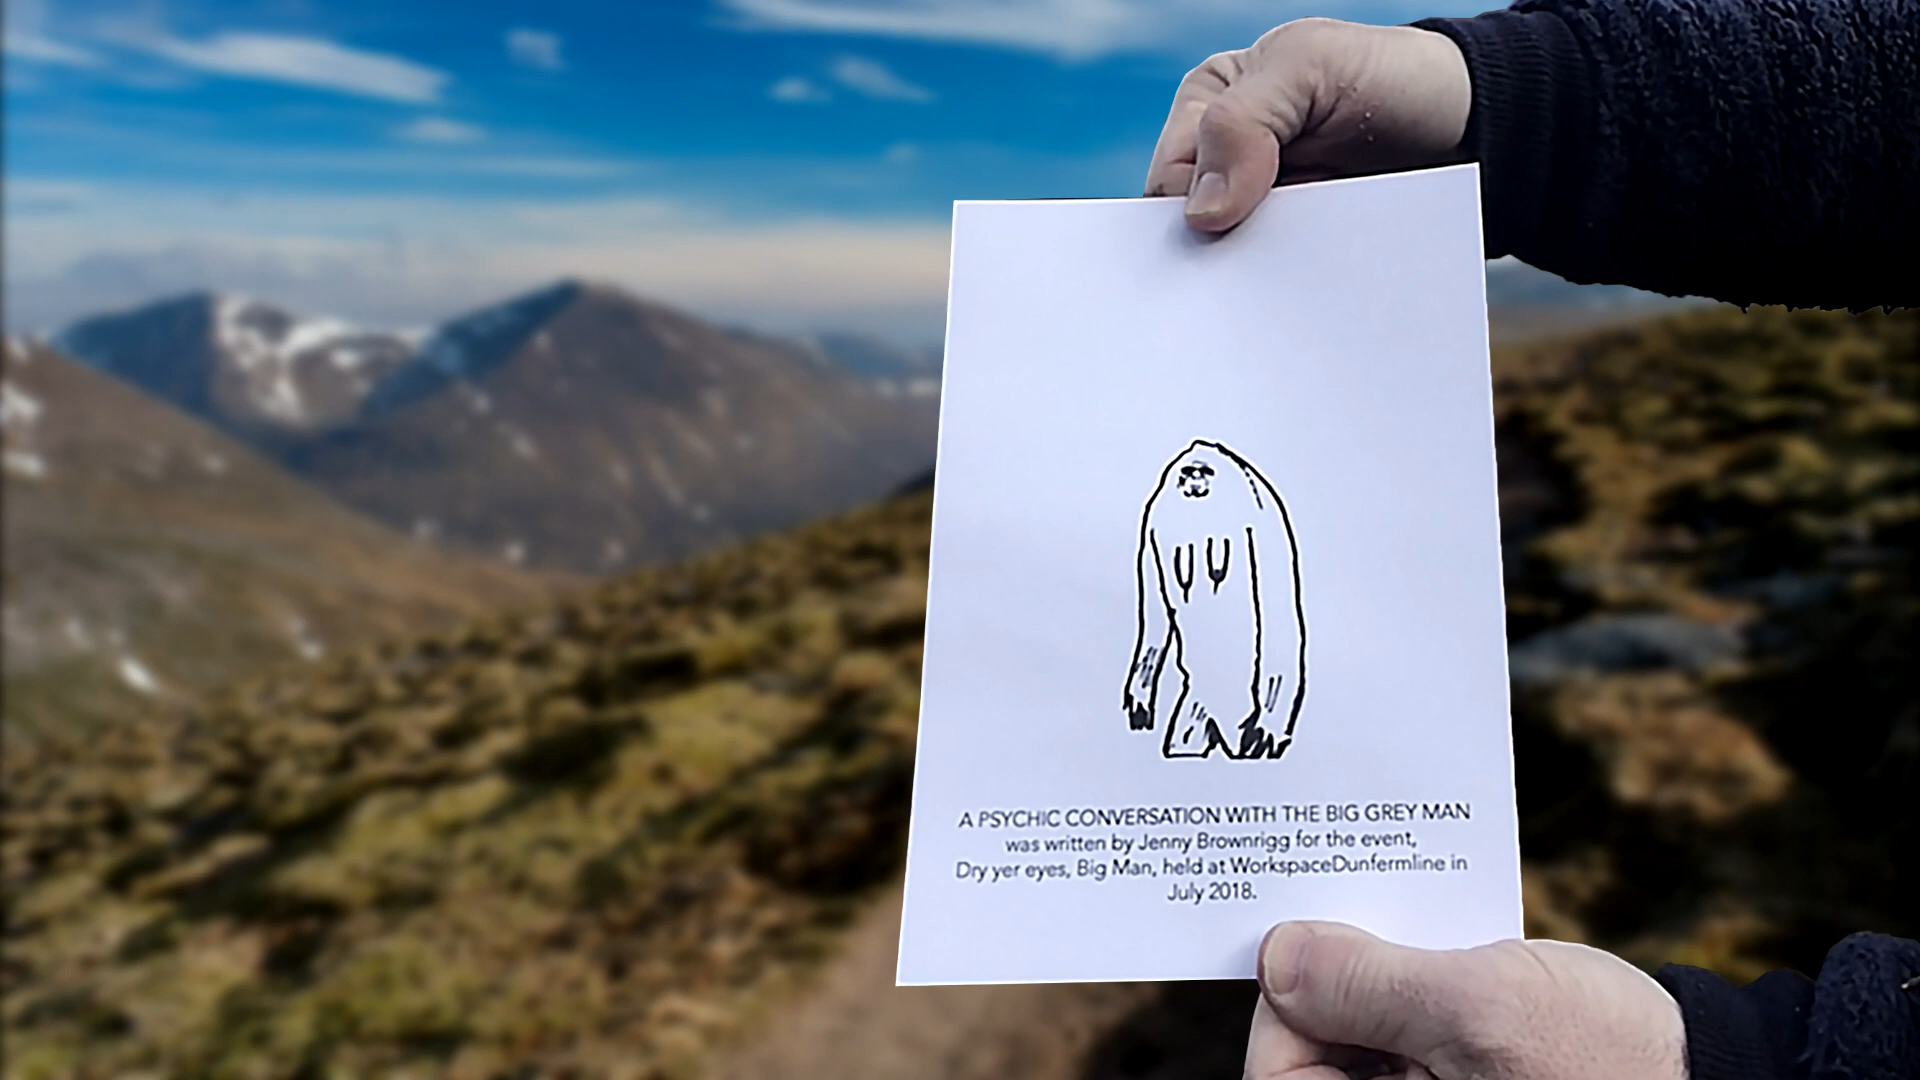 A PSYCHIC CONVERSATION WITH THE BIG GREY MAN
was written by Jenny Brownrigg for the event,
Dry yer eyes, Big Man, held at WorkspaceDunfermline in
July 2018.